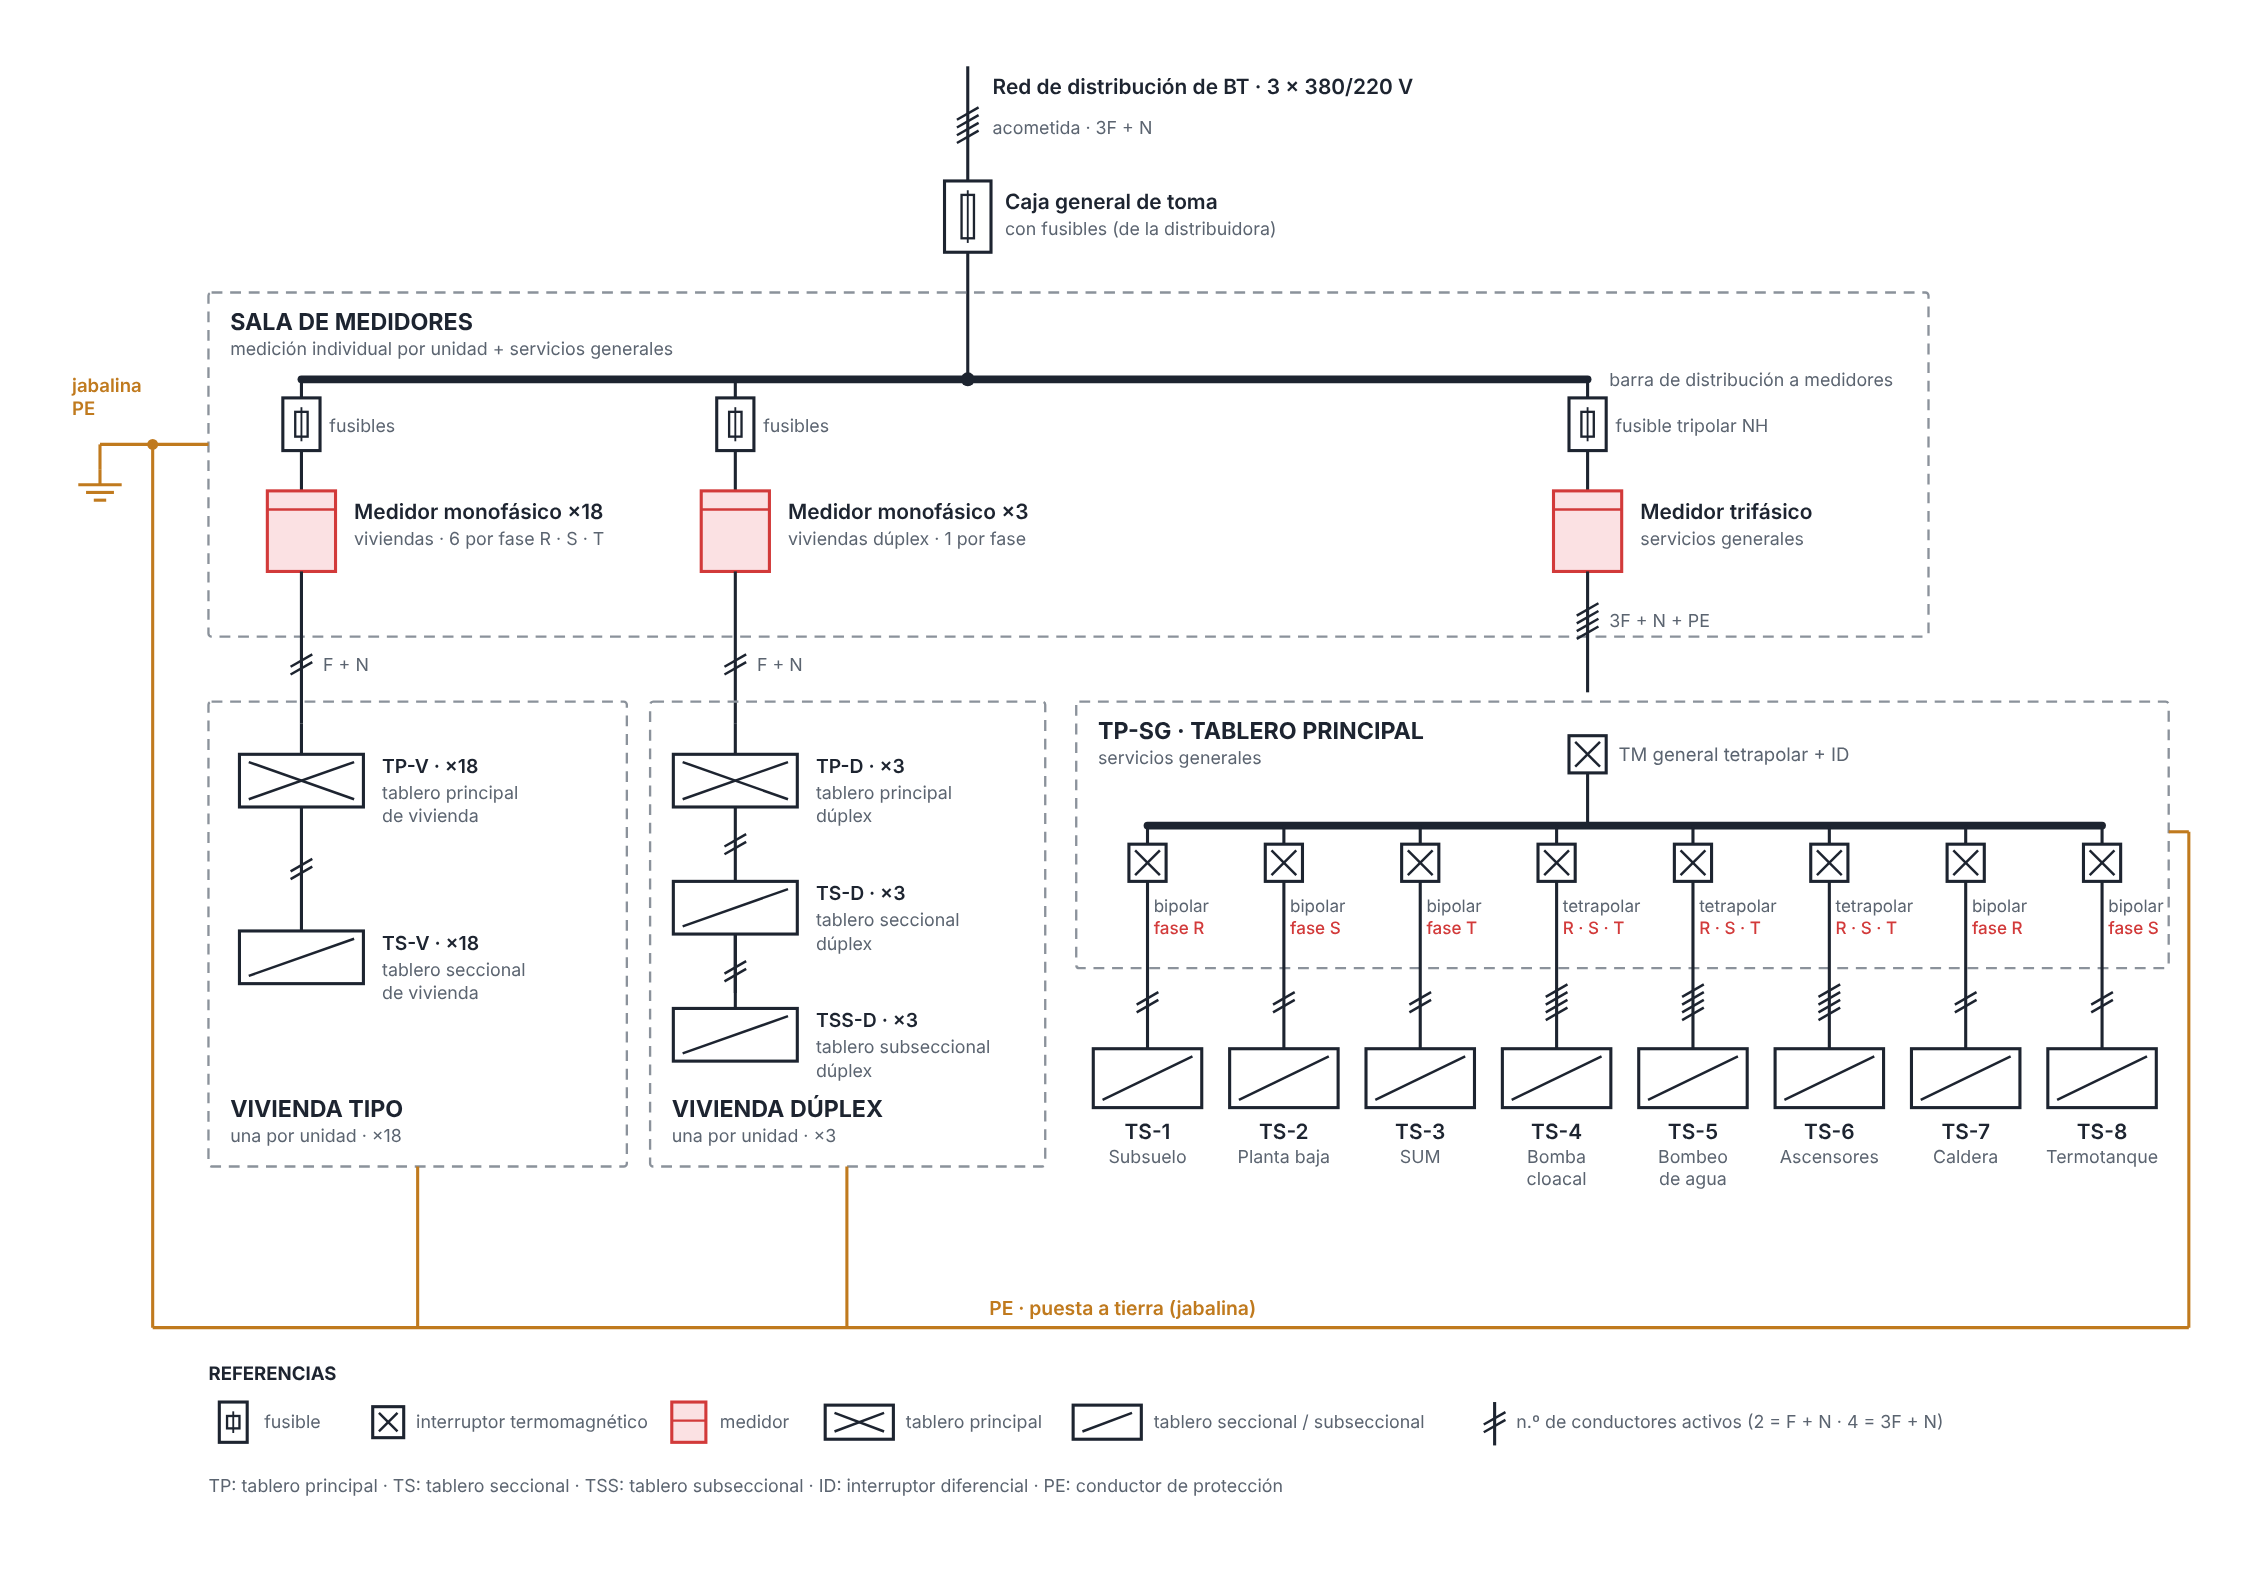 Red de distribución de BT · 3 × 380/220 V
acometida · 3F + N
Caja general de toma
con fusibles (de la distribuidora)
SALA DE MEDIDORES
medición individual por unidad + servicios generales
jabalina
PE
barra de distribución a medidores
fusibles
fusibles
fusible tripolar NH
Medidor monofásico ×18
viviendas · 6 por fase R · S · T
Medidor monofásico ×3
viviendas dúplex · 1 por fase
Medidor trifásico
servicios generales
3F + N + PE
F + N
F + N
TP-V · ×18
tablero principal
de vivienda
TS-V · ×18
tablero seccional
de vivienda
VIVIENDA TIPO
una por unidad · ×18
TP-D · ×3
tablero principal
dúplex
TS-D · ×3
tablero seccional
dúplex
TSS-D · ×3
tablero subseccional
dúplex
VIVIENDA DÚPLEX
una por unidad · ×3
TP-SG · TABLERO PRINCIPAL
servicios generales
TM general tetrapolar + ID
bipolar
fase R
bipolar
fase S
bipolar
fase T
tetrapolar
R · S · T
tetrapolar
R · S · T
tetrapolar
R · S · T
bipolar
fase R
bipolar
fase S
TS-1
Subsuelo
TS-2
Planta baja
TS-3
SUM
TS-4
Bomba
cloacal
TS-5
Bombeo
de agua
TS-6
Ascensores
TS-7
Caldera
TS-8
Termotanque
PE · puesta a tierra (jabalina)
REFERENCIAS
fusible
interruptor termomagnético
medidor
tablero principal
tablero seccional / subseccional
n.º de conductores activos (2 = F + N · 4 = 3F + N)
TP: tablero principal · TS: tablero seccional · TSS: tablero subseccional · ID: interruptor diferencial · PE: conductor de protección